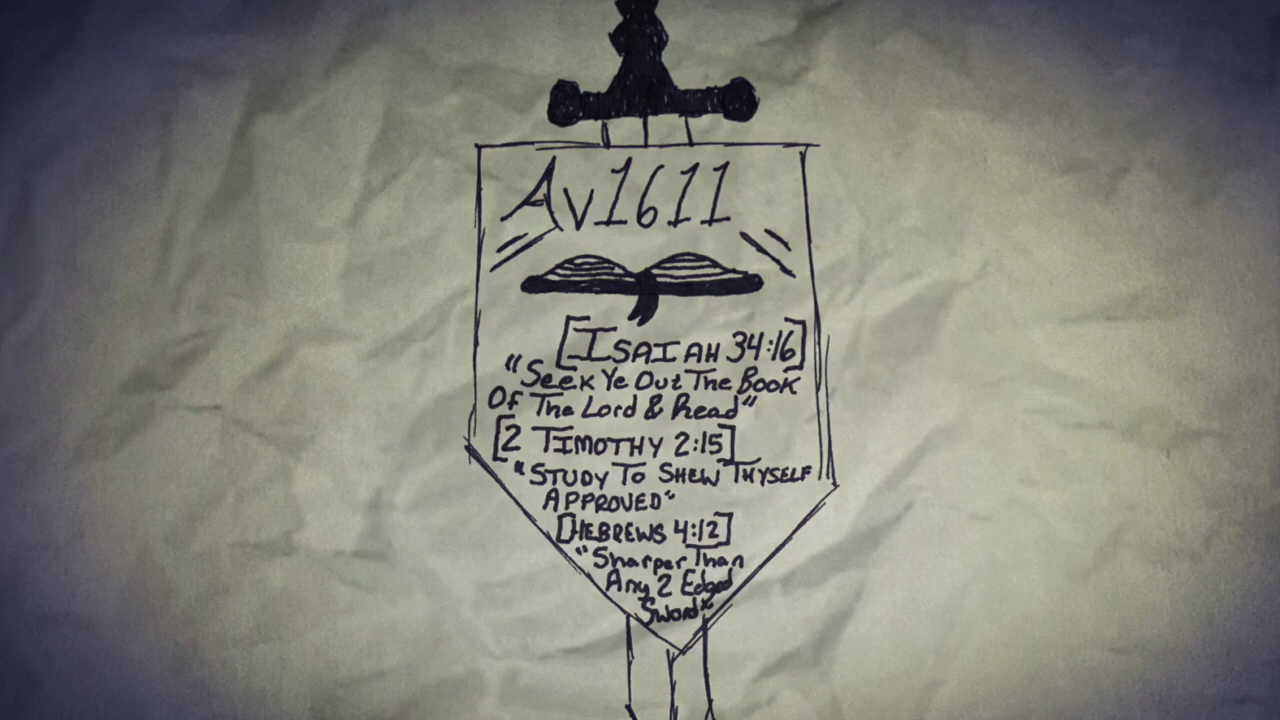 Av1611
[ISAIAH 34:16]
"Seek Ye Out The Book
Of The Lord & Read"
[2 TIMOTHY 2:15]
"STUDY TO SHEW THYSELF
APPROVED"
[HEBREWS 4:12]
"Sharper Than
Any 2 Edged
Sword"